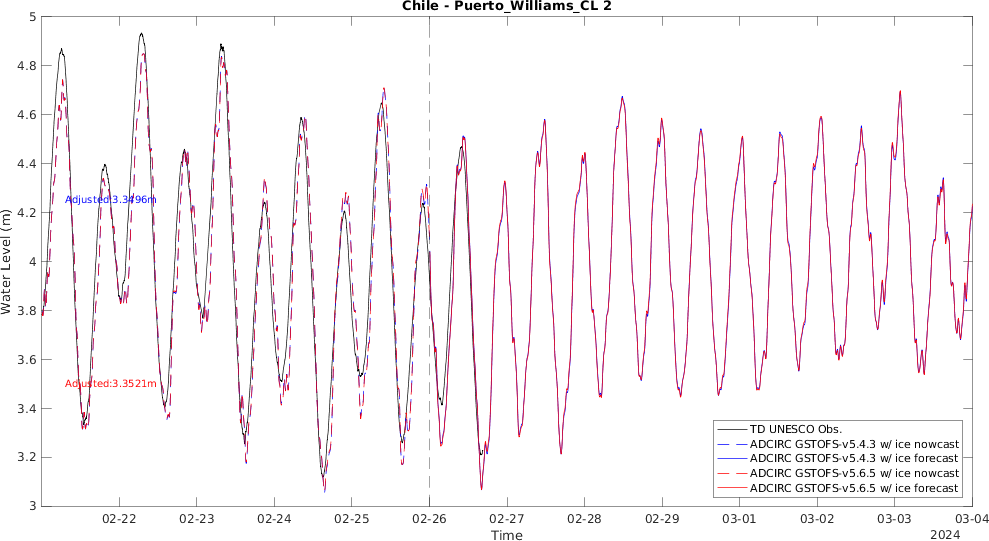 Chile - Puerto_Williams_CL 2
5
4.8
4.6
4.4
4.2
4
3.8
3.6
3.4
3.2
3
Water Level (m)
Adjusted:3.3496m
Adjusted:3.3521m
TD UNESCO Obs.
ADCIRC GSTOFS-v5.4.3 w/ ice nowcast
ADCIRC GSTOFS-v5.4.3 w/ ice forecast
ADCIRC GSTOFS-v5.6.5 w/ ice nowcast
ADCIRC GSTOFS-v5.6.5 w/ ice forecast
02-22 02-23 02-24 02-25 02-26 02-27 02-28 02-29 03-01 03-02 03-03 03-04
Time
2024